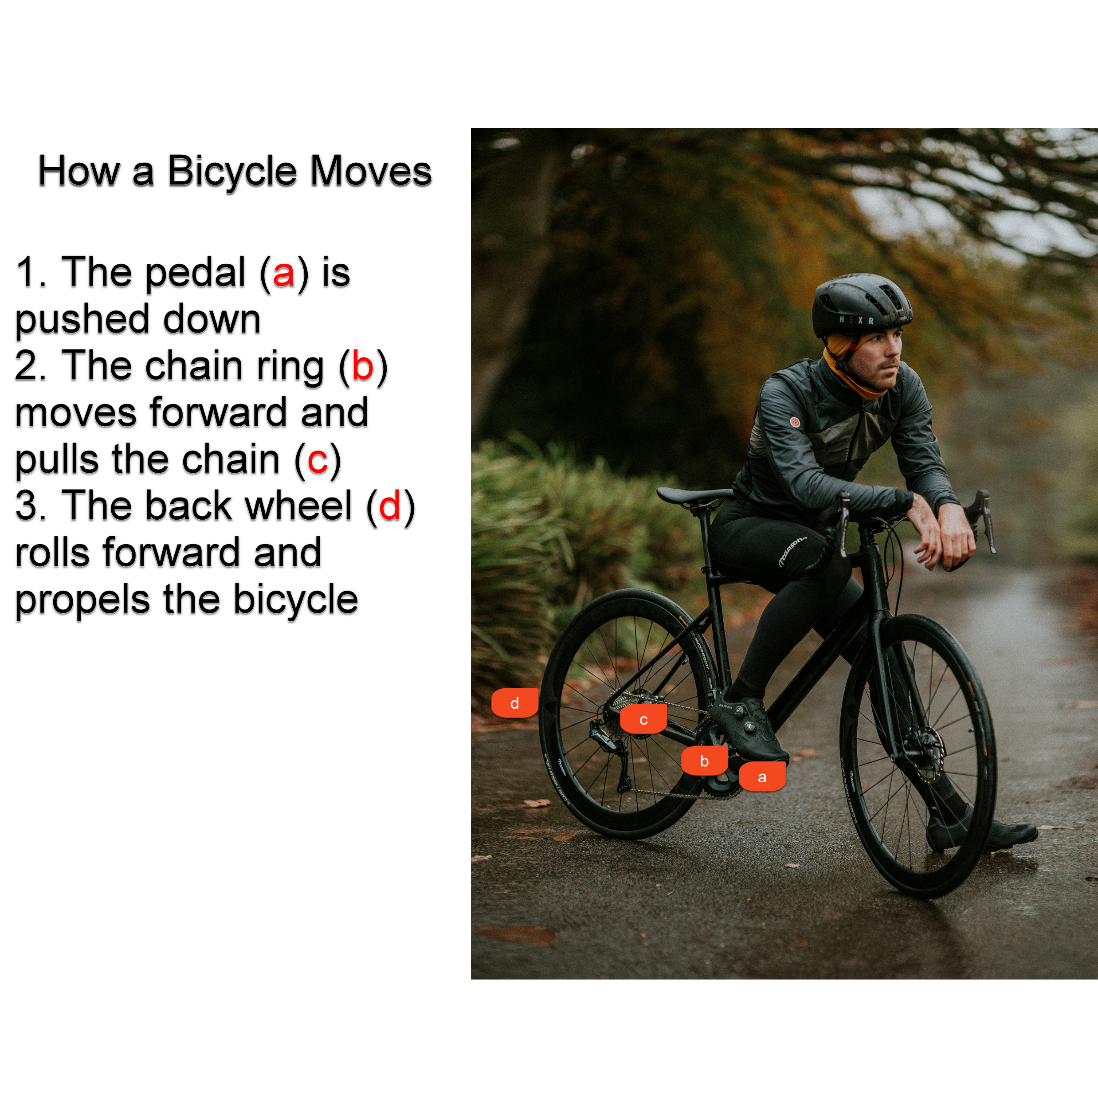 How a Bicycle Moves
1. The pedal (a) is
pushed down
2. The chain ring (b)
moves forward and
pulls the chain (c)
3. The back wheel (d)
rolls forward and
propels the bicycle
d
c
b
a